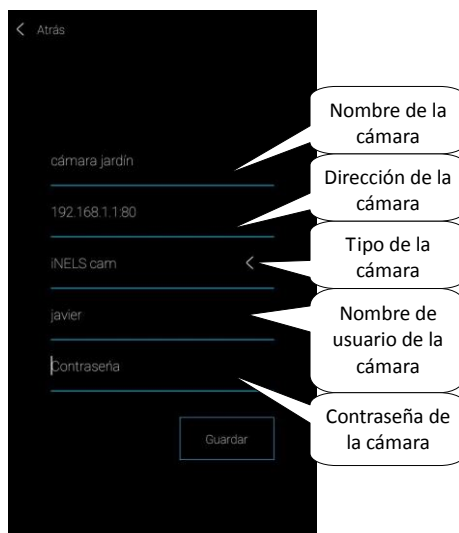 Atrás
Nombre de la
cámara
cámara jardín
Dirección de la
cámara
192.168.1.1:80
Tipo de la
cámara
iNELS cam
Nombre de
usuario de la
cámara
javier
Contraseña
Contraseña de
la cámara
Guardar